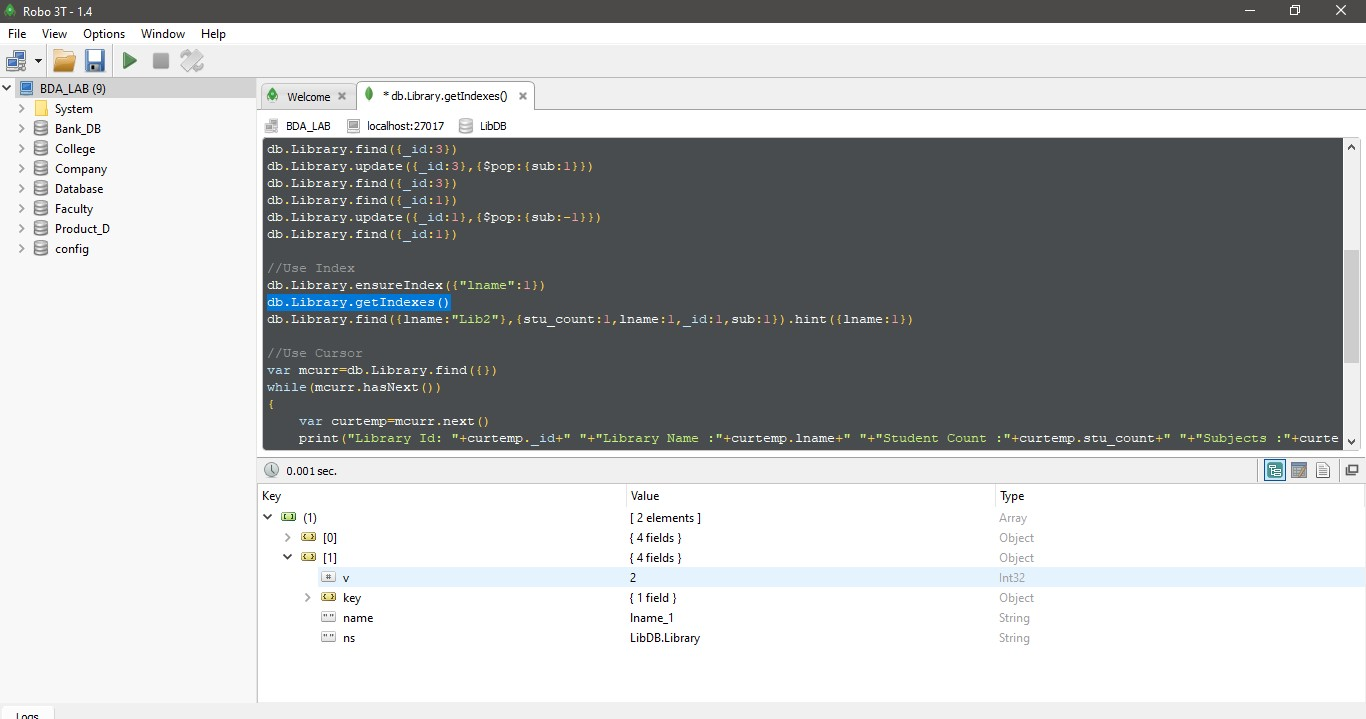 Robo 3T - 1.4
File View Options Window Help
BDA_LAB (9)
System
Bank_DB
College
Company
Database
Faculty
Product_D
config
Welcome
* db.Library.getIndexes()
BDA_LAB localhost:27017 LibDB
db.Library.find({_id:3})
db.Library.update({_id:3},{$pop:{sub:1}})
db.Library.find({_id:3})
db.Library.find({_id:1})
db.Library.update({_id:1},{$pop:{sub:-1}})
db.Library.find({_id:1})
//Use Index
db.Library.ensureIndex({"lname":1})
db.Library.getIndexes()
db.Library.find({lname:"Lib2"},{stu_count:1,lname:1,_id:1,sub:1}).hint({lname:1})
//Use Cursor
var mcurr=db.Library.find({})
while(mcurr.hasNext())
{
var curtemp=mcurr.next()
print("Library Id: "+curtemp._id+" "+"Library Name :"+curtemp.lname+" "+"Student Count :"+curtemp.stu_count+" "+"Subjects :"+curte
0.001 sec.
Key Value Type
(1) [ 2 elements ] Array
[0] { 4 fields } Object
[1] { 4 fields } Object
# v 2 Int32
key { 1 field } Object
" " name lname_1 String
" " ns LibDB.Library String
Logs